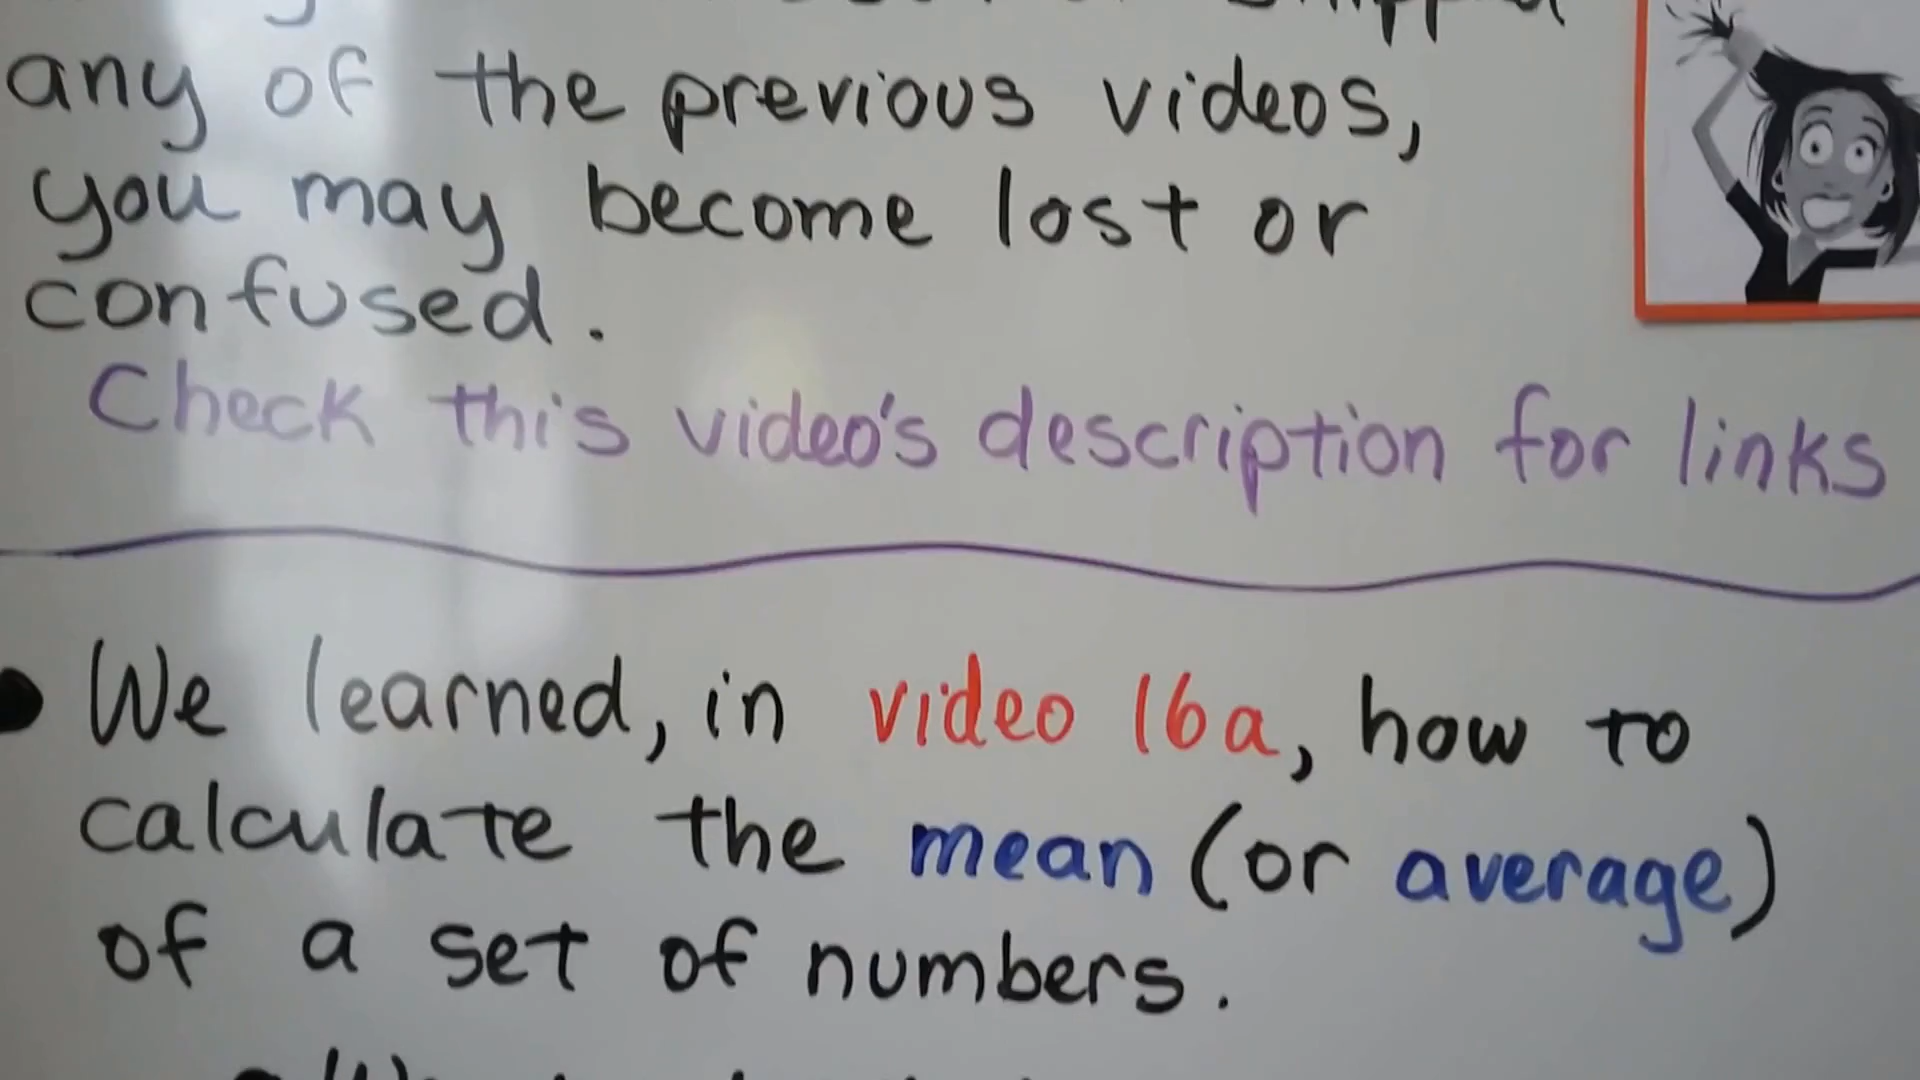 any of the previous videos,
you may become lost or
confused.
Check this video's description for links
We learned, in video 16a, how to
calculate the mean (or average)
of a set of numbers.